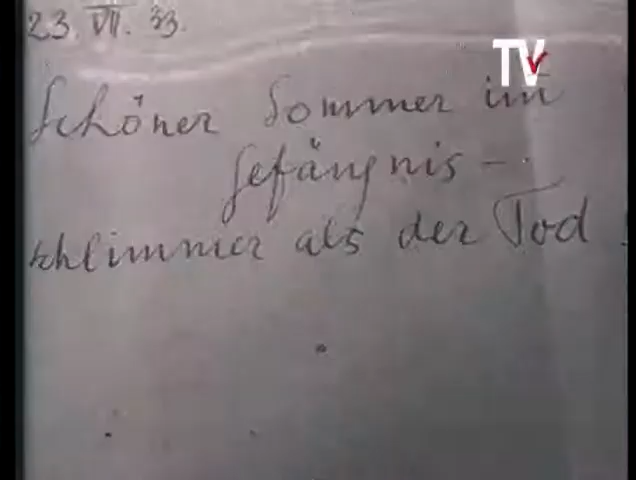 23. VII. 33.
TV
Schöner Sommer im
Gefängnis -
schlimmer als der Tod !